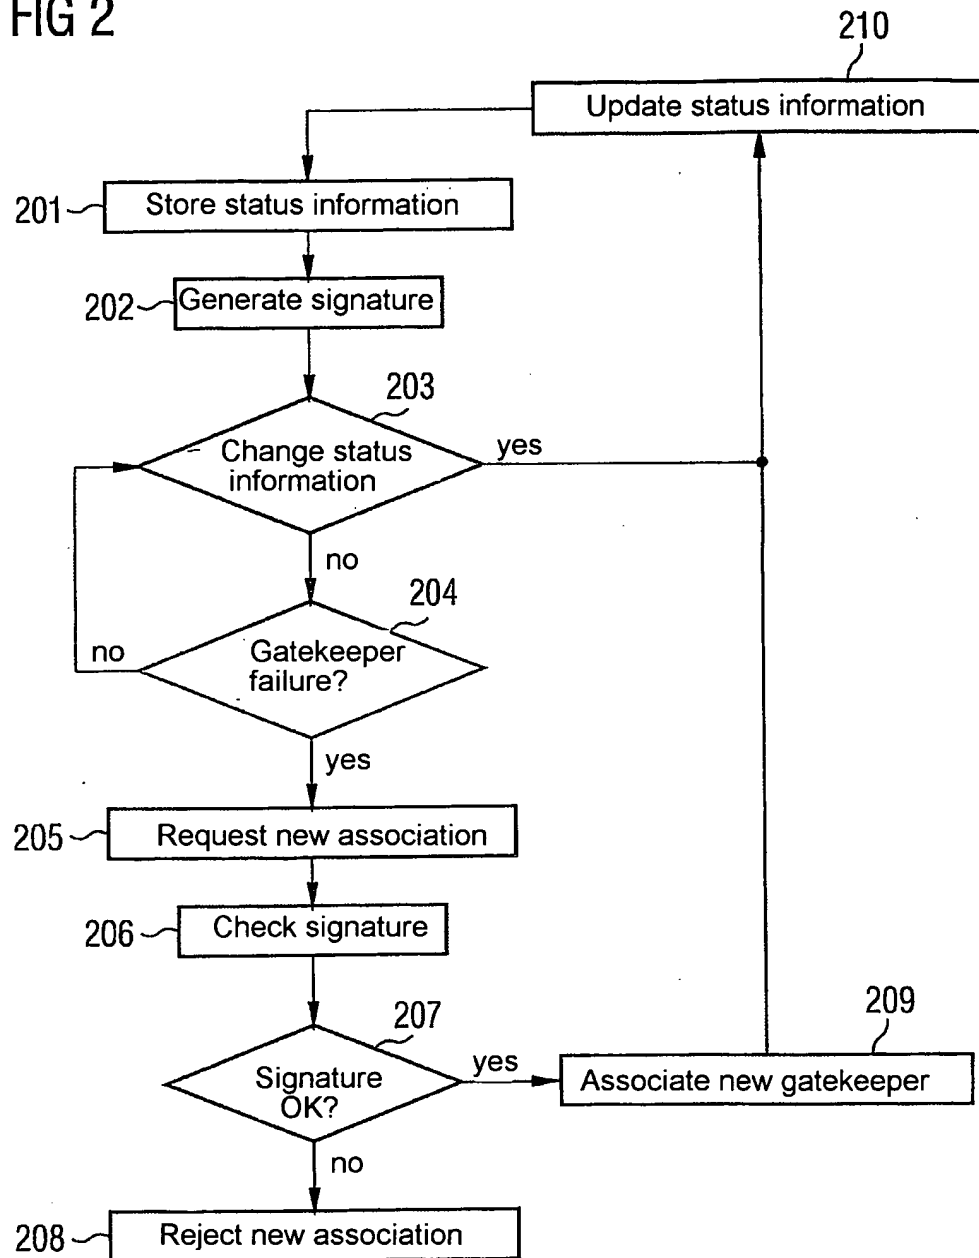 FIG 2
210
Update status information
201
Store status information
202
Generate signature
203
Change status
information
yes
no
204
Gatekeeper
failure?
no
yes
205
Request new association
206
Check signature
207
Signature
OK?
yes
209
Associate new gatekeeper
no
208
Reject new association